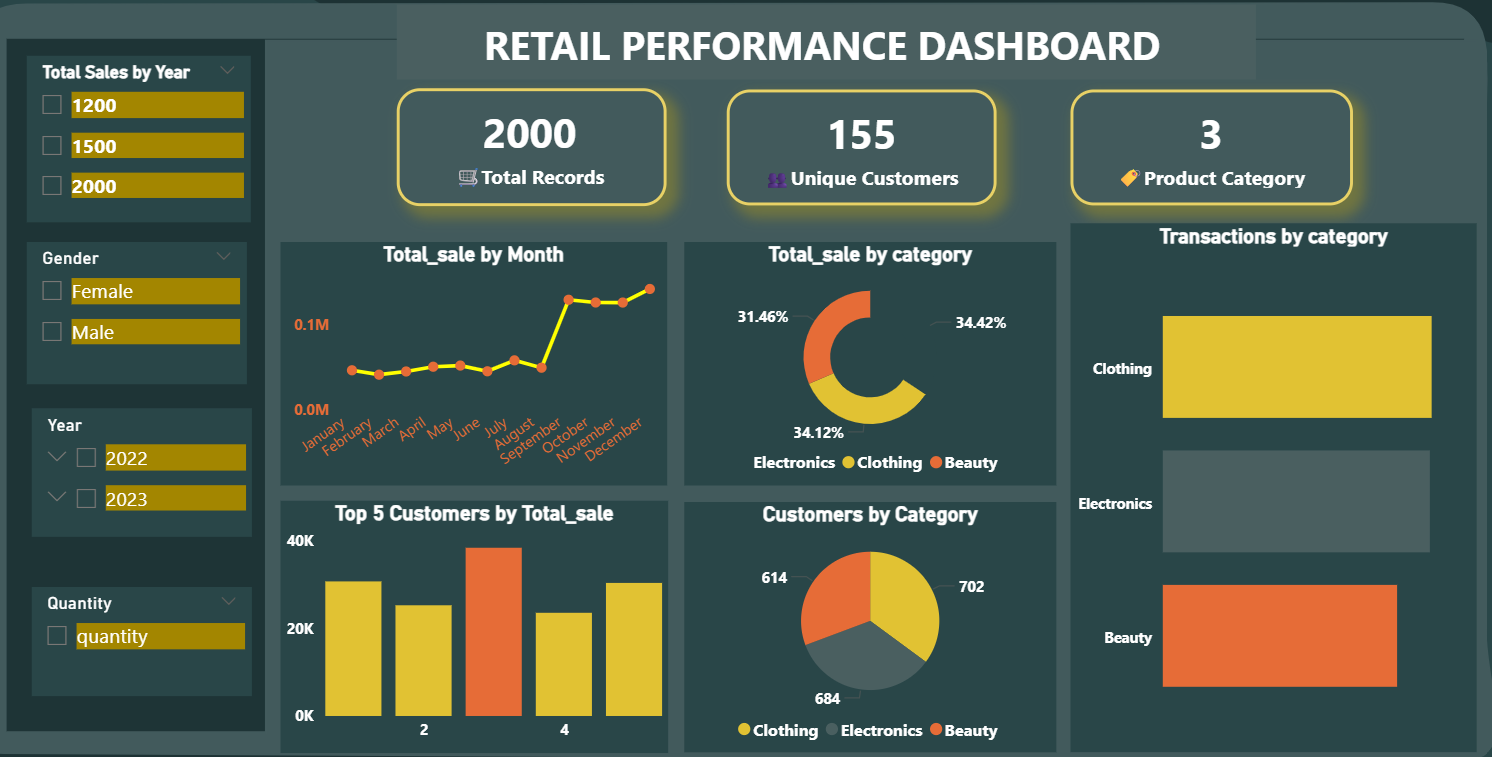 RETAIL PERFORMANCE DASHBOARD
Total Sales by Year
1200
1500
2000
Gender
Female
Male
Year
2022
2023
Quantity
quantity
2000
Total Records
155
Unique Customers
3
Product Category
Total_sale by Month
0.1M
0.0M
January
February
March
April
May
June
July
August
September
October
November
December
Total_sale by category
31.46%
34.42%
34.12%
Electronics Clothing Beauty
Transactions by category
Clothing
Electronics
Beauty
Top 5 Customers by Total_sale
40K
20K
0K
2 4
Customers by Category
614
702
684
Clothing Electronics Beauty